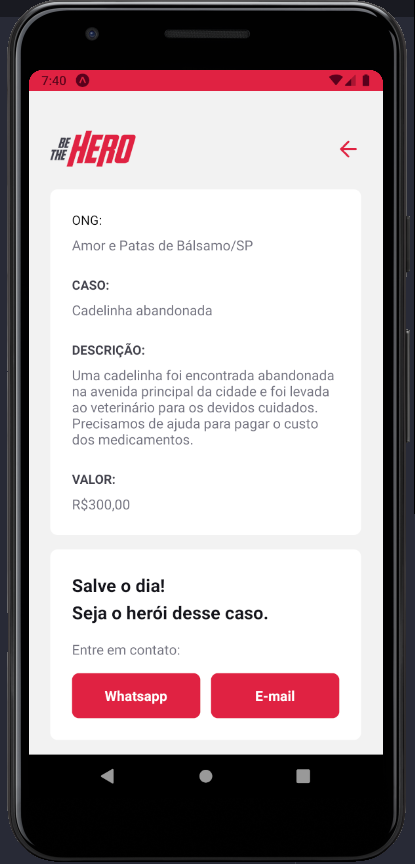 7:40
BE
THE HERO
ONG:
Amor e Patas de Bálsamo/SP
CASO:
Cadelinha abandonada
DESCRIÇÃO:
Uma cadelinha foi encontrada abandonada
na avenida principal da cidade e foi levada
ao veterinário para os devidos cuidados.
Precisamos de ajuda para pagar o custo
dos medicamentos.
VALOR:
R$300,00
Salve o dia!
Seja o herói desse caso.
Entre em contato:
Whatsapp
E-mail